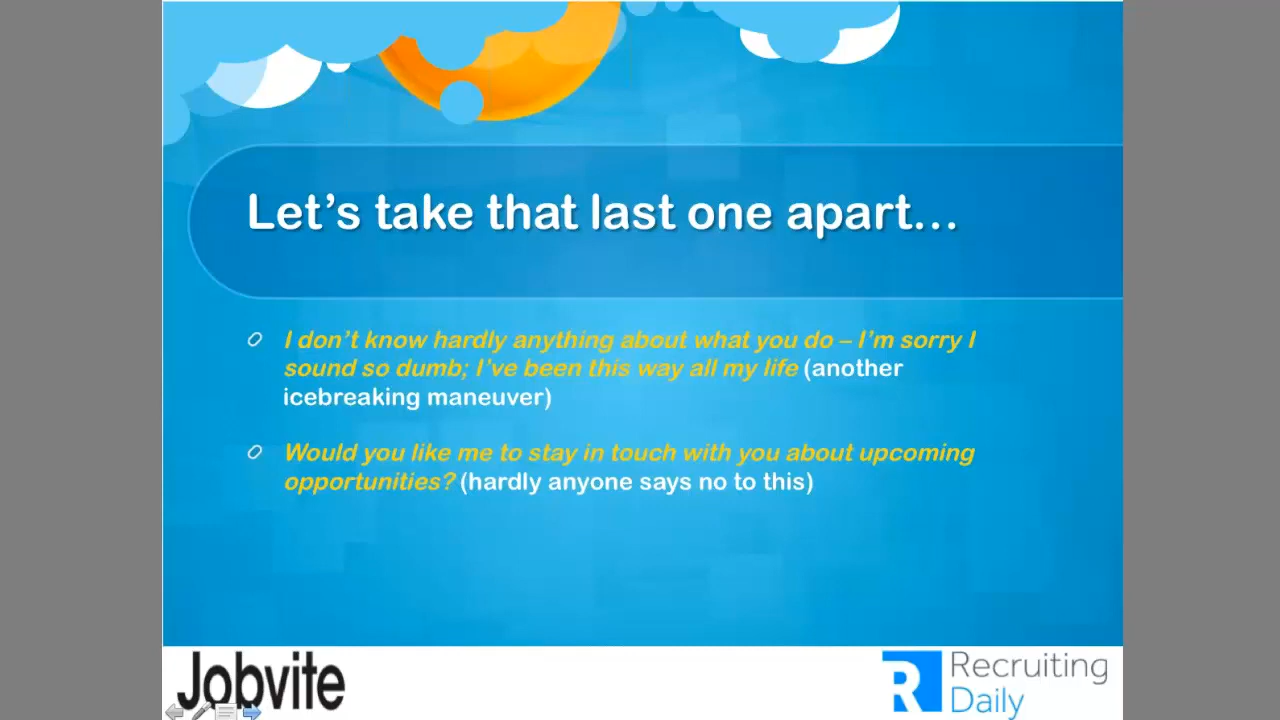 Let's take that last one apart...
I don't know hardly anything about what you do – I'm sorry I
sound so dumb; I've been this way all my life (another
icebreaking maneuver)
Would you like me to stay in touch with you about upcoming
opportunities? (hardly anyone says no to this)
Jobvite
Recruiting
Daily